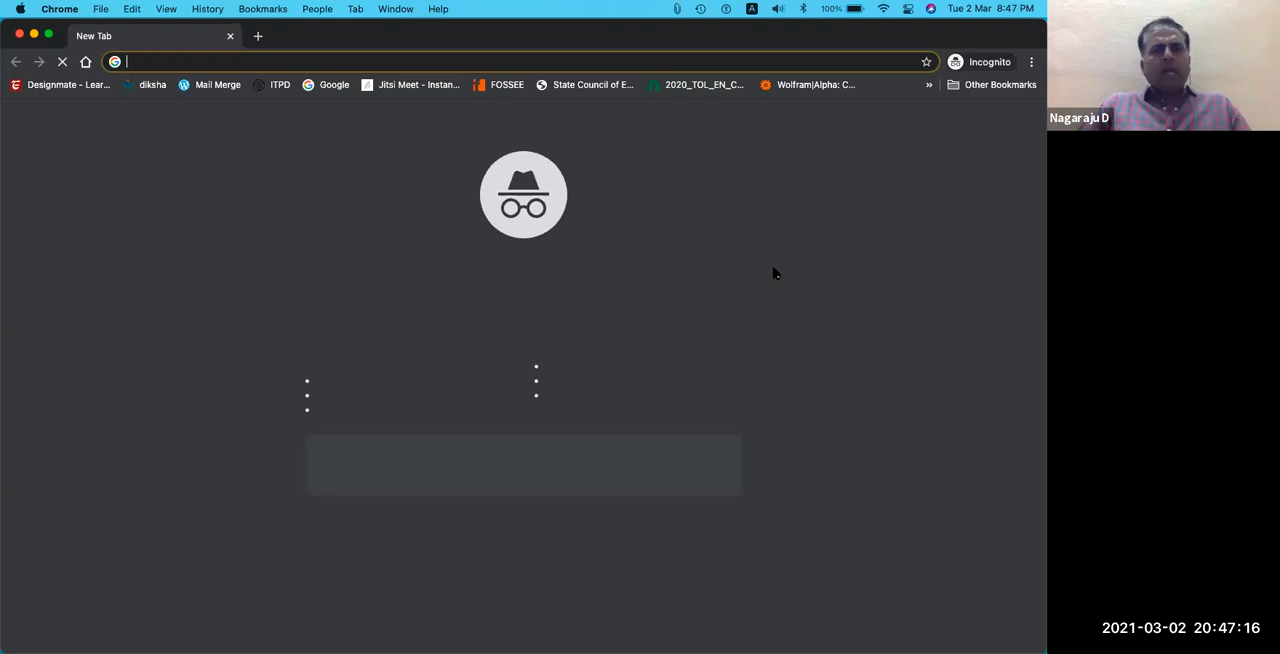 Chrome File Edit View History Bookmarks People Tab Window Help A 100% Tue 2 Mar 8:47 PM
New Tab
Incognito
Designmate - Lear... diksha Mail Merge ITPD Google Jitsi Meet - Instan... FOSSEE State Council of E... 2020_TOL_EN_C... Wolfram|Alpha: C... » Other Bookmarks
Nagaraju D
2021-03-02 20:47:16